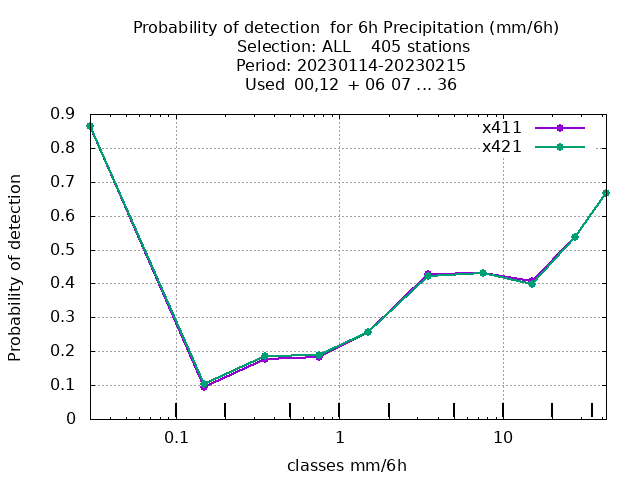 Probability of detection  for 6h Precipitation (mm/6h)
Selection: ALL    405 stations
Period: 20230114-20230215
Used  00,12  + 06 07 ... 36
x411
x421
Probability of detection
0.9
0.8
0.7
0.6
0.5
0.4
0.3
0.2
0.1
0
0.1
1
10
classes mm/6h